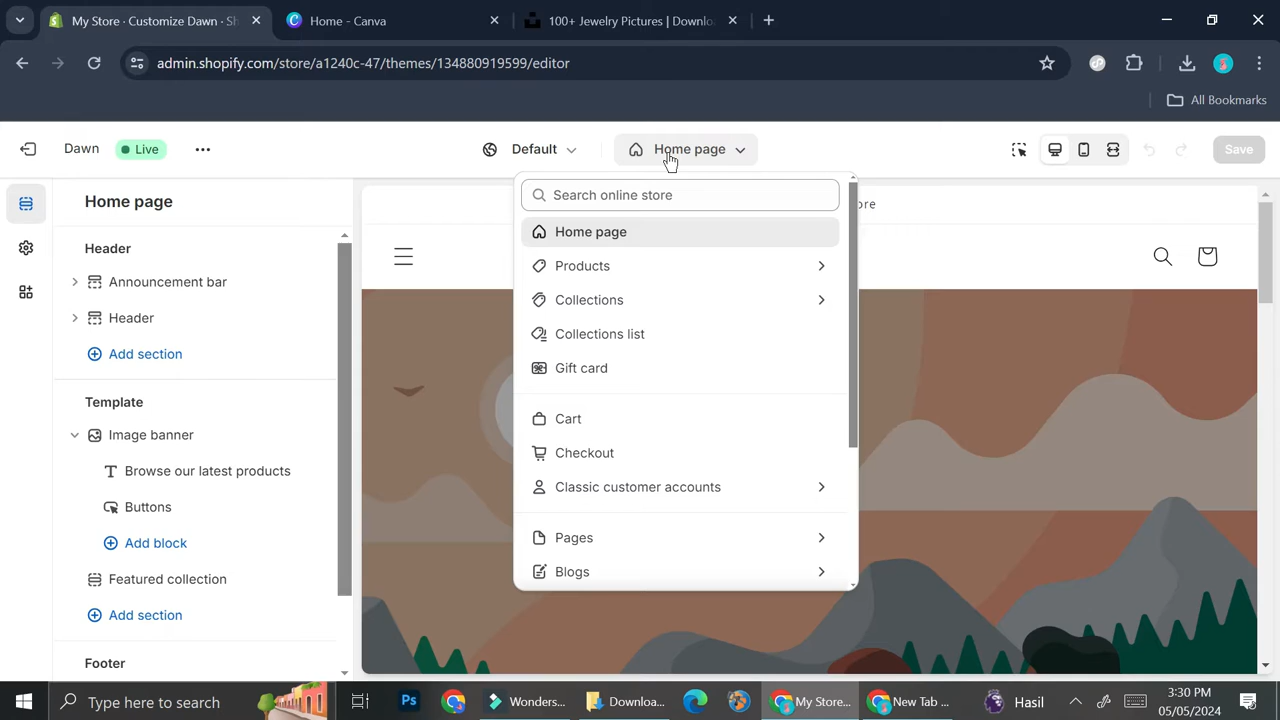 My Store · Customize Dawn · Sh
Home - Canva
100+ Jewelry Pictures | Downlo
admin.shopify.com/store/a1240c-47/themes/134880919599/editor
All Bookmarks
Dawn
Live
Default
Home page
Save
Home page
Header
Announcement bar
Header
Add section
Template
Image banner
Browse our latest products
Buttons
Add block
Featured collection
Add section
Footer
Search online store
Home page
Products
Collections
Collections list
Gift card
Cart
Checkout
Classic customer accounts
Pages
Blogs
ore
Type here to search
Ps
Wonders...
Downloa...
My Store...
New Tab ...
Hasil
3:30 PM
05/05/2024